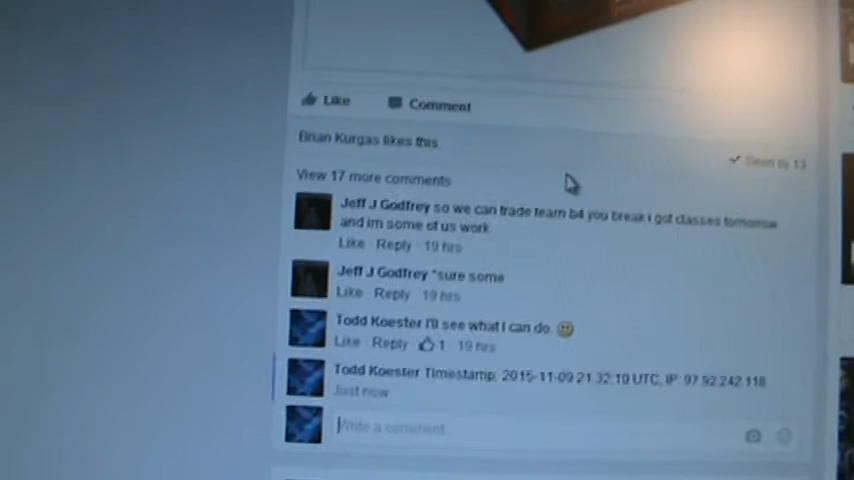 Like Comment
Brian Kurgas likes this.
Seen by 13
View 17 more comments
Jeff J Godfrey so we can trade team b4 you break i got classes tomorrow
and im some of us work
Like · Reply · 19 hrs
Jeff J Godfrey *sure some
Like · Reply · 19 hrs
Todd Koester I'll see what I can do
Like · Reply · 1 · 19 hrs
Todd Koester Timestamp: 2015-11-09 21:32:19 UTC, IP: 97.92.242.118
Just now
Write a comment...